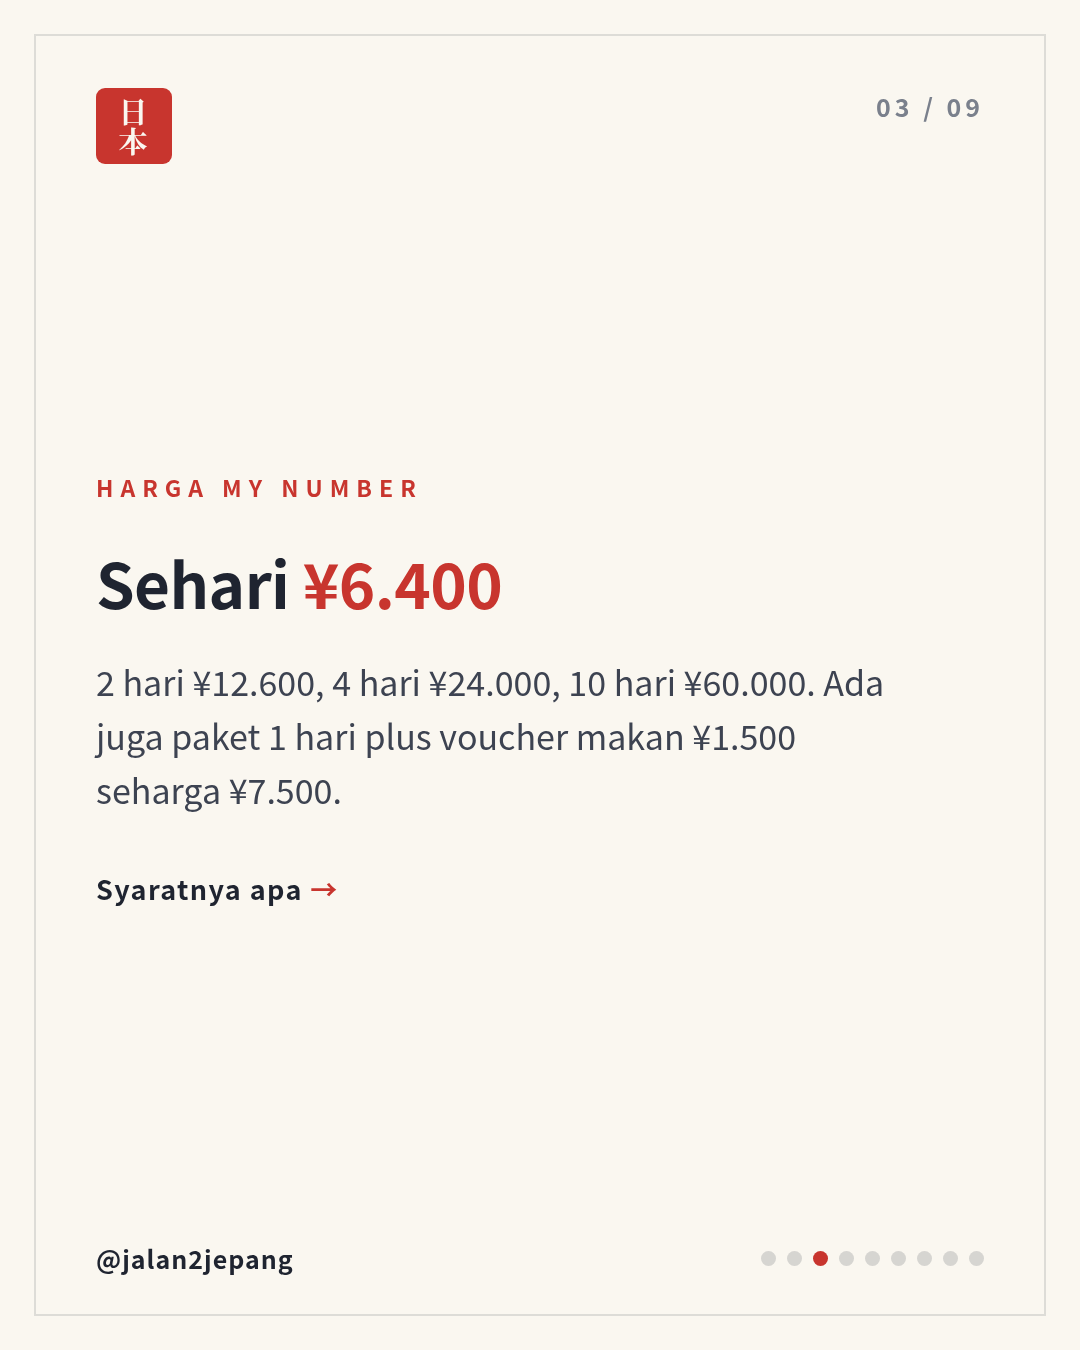 日本
03 / 09
HARGA MY NUMBER
Sehari ¥6.400
2 hari ¥12.600, 4 hari ¥24.000, 10 hari ¥60.000. Ada
juga paket 1 hari plus voucher makan ¥1.500
seharga ¥7.500.
Syaratnya apa →
@jalan2jepang